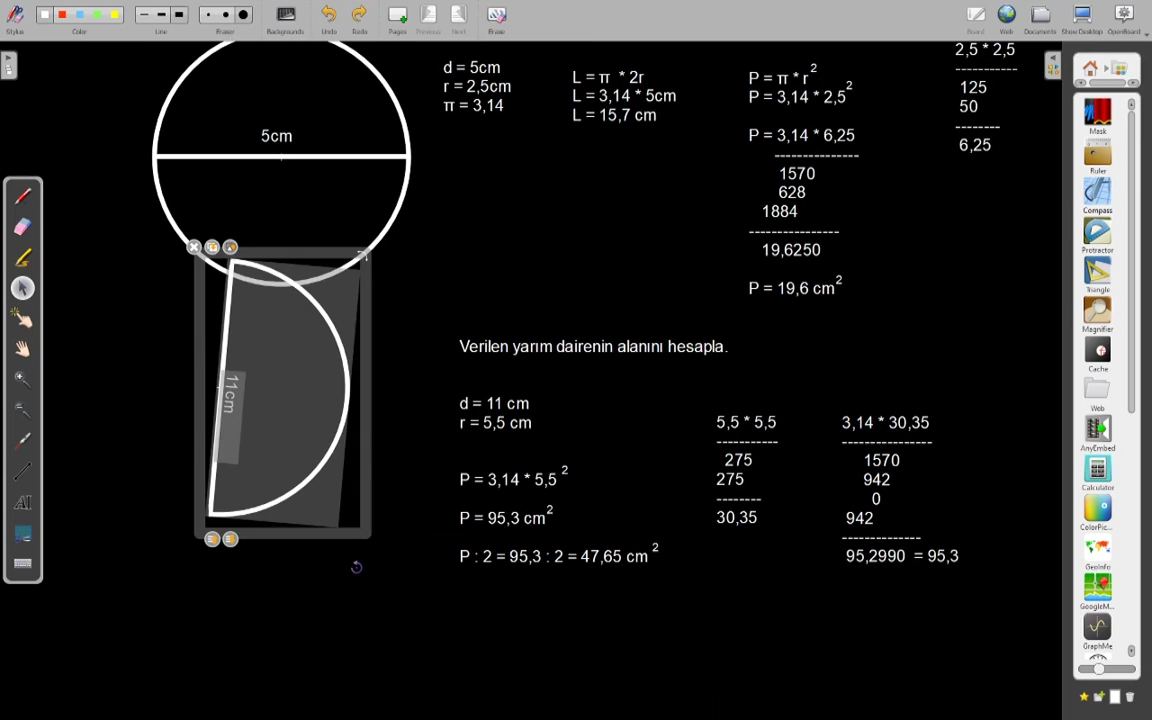 Stylus
Color
Line
Eraser
Backgrounds
Undo
Redo
Pages
Previous
Next
Erase
Board
Web
Documents
Show Desktop
OpenBoard
5cm
d = 5cm
r = 2,5cm
π = 3,14
L = π * 2r
L = 3,14 * 5cm
L = 15,7 cm
P = π * r²
P = 3,14 * 2,5²
P = 3,14 * 6,25
---------------
1570
628
1884
----------------
19,6250
P = 19,6 cm²
2,5 * 2,5
-----------
125
50
--------
6,25
11cm
Verilen yarım dairenin alanını hesapla.
d = 11 cm
r = 5,5 cm
P = 3,14 * 5,5²
P = 95,3 cm²
P : 2 = 95,3 : 2 = 47,65 cm²
5,5 * 5,5
-----------
275
275
--------
30,35
3,14 * 30,35
----------------
1570
942
0
942
--------------
95,2990 = 95,3
AI
Mask
Ruler
Compass
Protractor
Triangle
Magnifier
Cache
Web
AnyEmbed
Calculator
ColorPic...
GeoInfo
GoogleM...
GraphMe